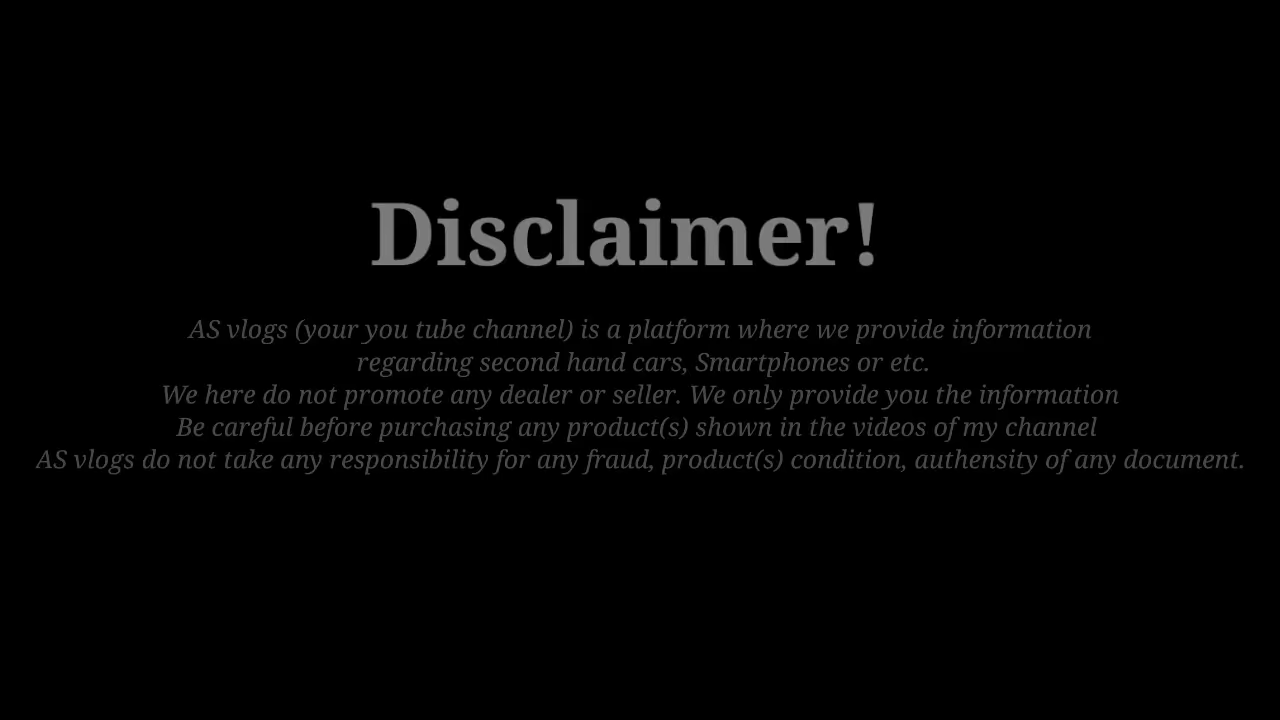 Disclaimer!
AS vlogs (your you tube channel) is a platform where we provide information
regarding second hand cars, Smartphones or etc.
We here do not promote any dealer or seller. We only provide you the information
Be careful before purchasing any product(s) shown in the videos of my channel
AS vlogs do not take any responsibility for any fraud, product(s) condition, authensity of any document.